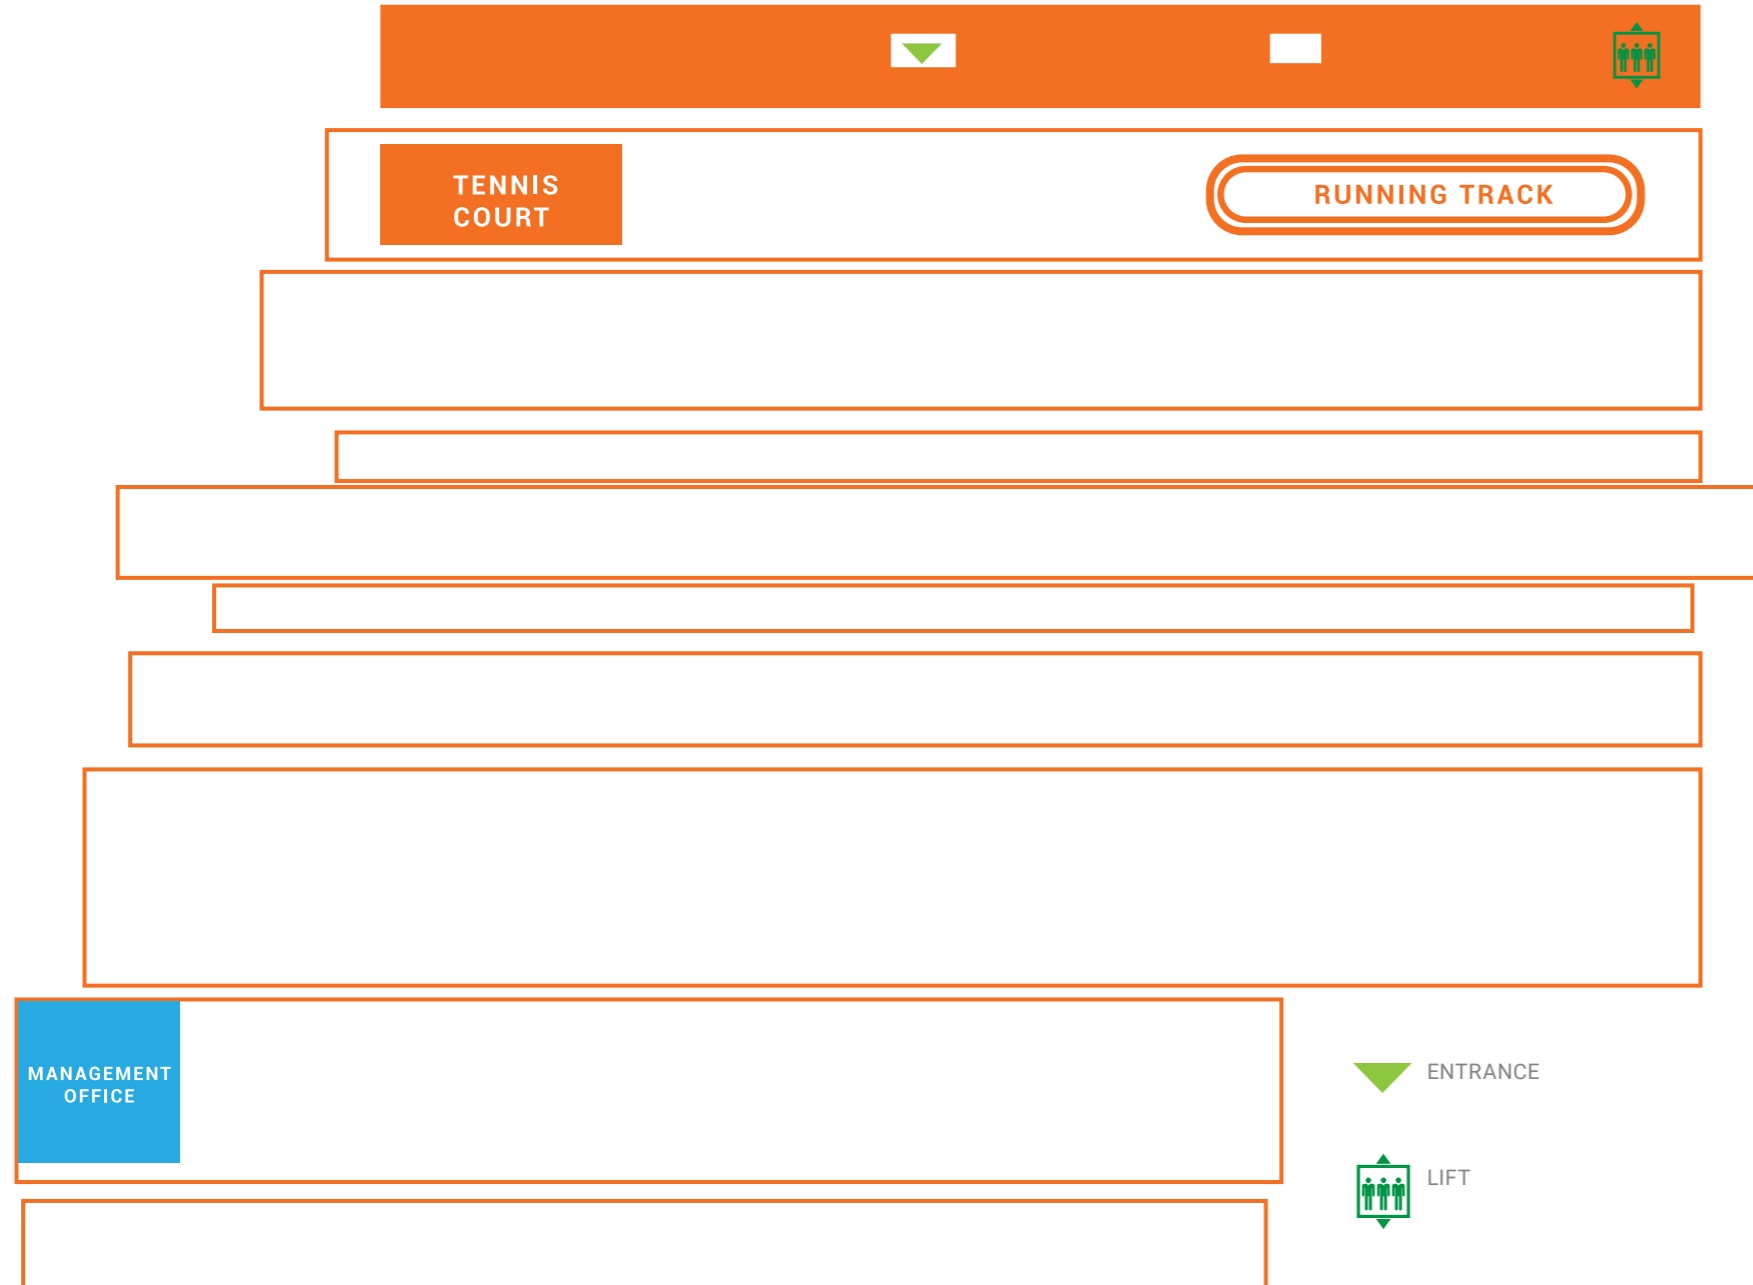 TENNIS
COURT
RUNNING TRACK
MANAGEMENT
OFFICE
ENTRANCE
LIFT